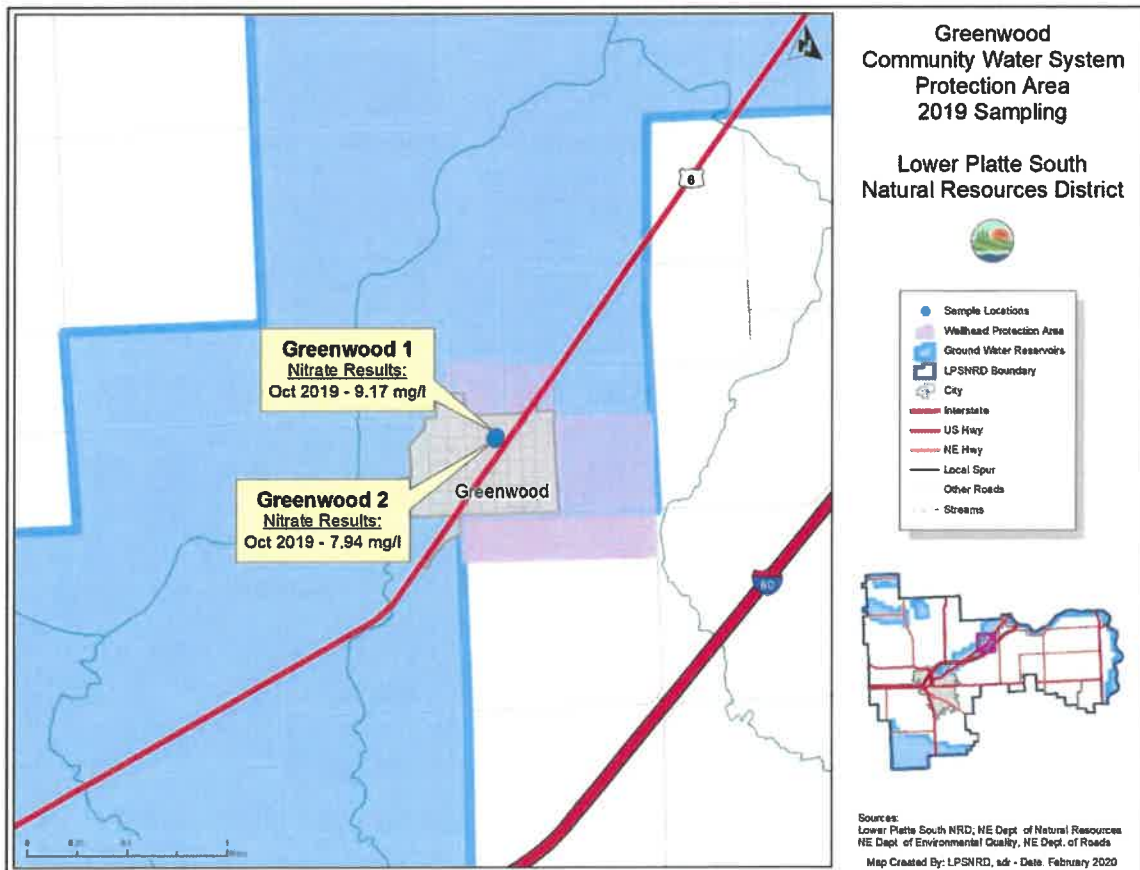 Greenwood
Community Water System
Protection Area
2019 Sampling
Lower Platte South
Natural Resources District
6
Greenwood 1
Nitrate Results:
Oct 2019 - 9.17 mg/l
Greenwood 2
Nitrate Results:
Oct 2019 - 7.94 mg/l
Greenwood
80
Sample Locations
Wellhead Protection Area
Ground Water Reservoirs
LPSNRD Boundary
City
Interstate
US Hwy
NE Hwy
Local Spur
Other Roads
Streams
0 1
Sources:
Lower Platte South NRD; NE Dept of Natural Resources
NE Dept of Environmental Quality, NE Dept. of Roads
Map Created By: LPSNRD, sdr - Date. February 2020